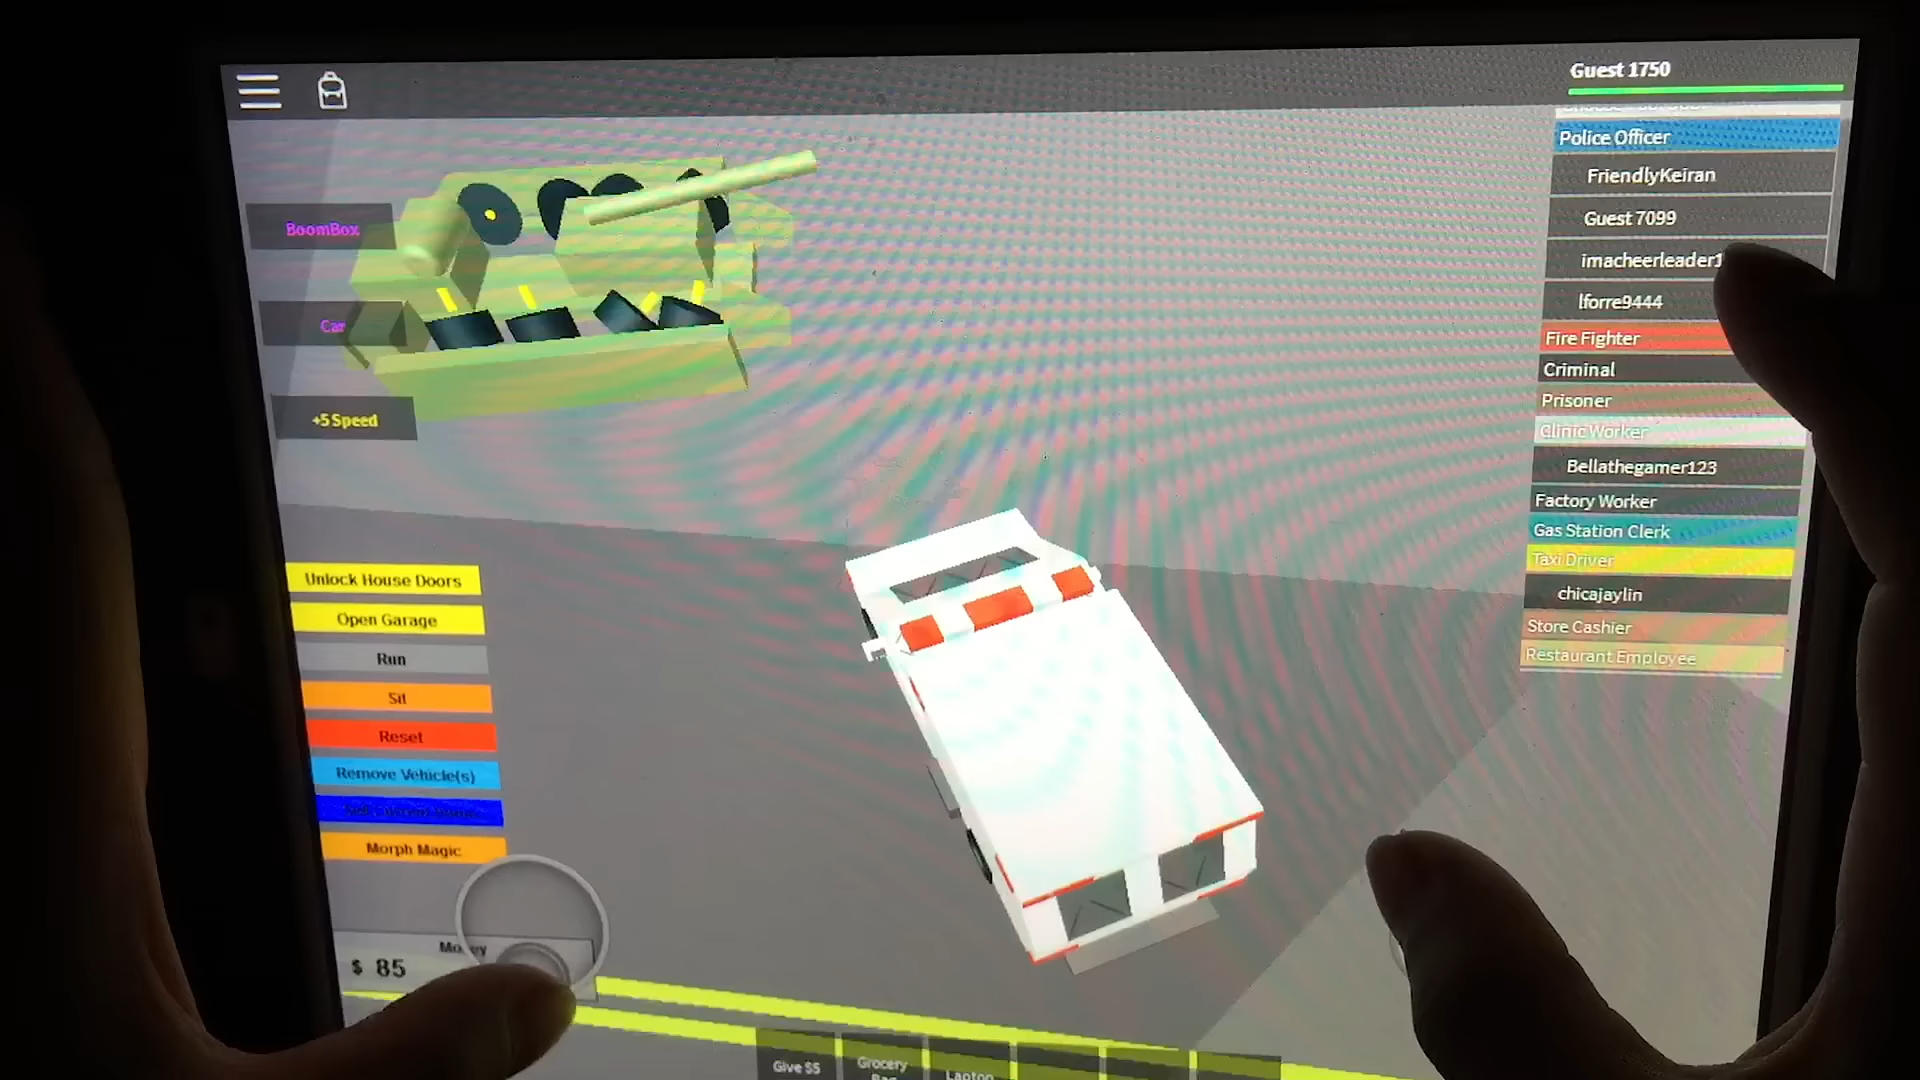 Guest 1750
Police Officer
FriendlyKeiran
Guest 7099
imacheerleader1
lforre9444
Fire Fighter
Criminal
Prisoner
Clinic Worker
Bellathegamer123
Factory Worker
Gas Station Clerk
Taxi Driver
chicajaylin
Store Cashier
Restaurant Employee
BoomBox
Car
+5 Speed
Unlock House Doors
Open Garage
Run
Sit
Reset
Remove Vehicle(s)
Morph Magic
Money
$ 85
Give $5
Grocery
Bag
Laptop